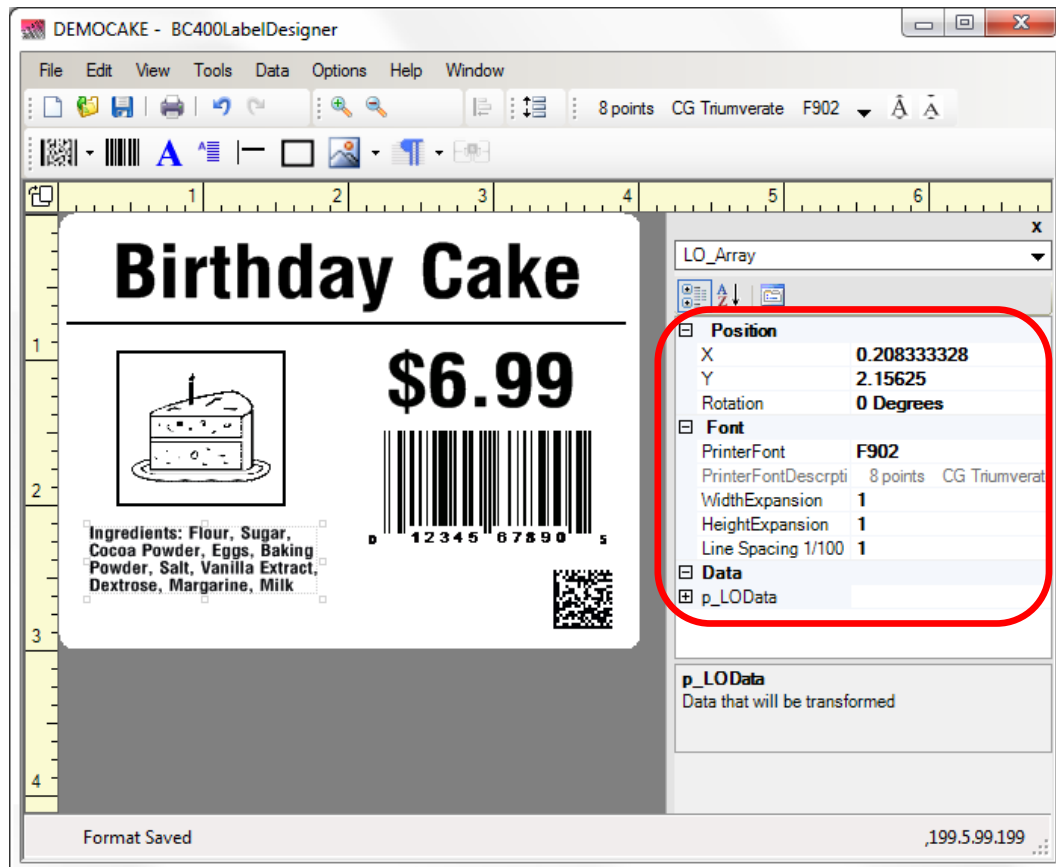 DEMOCAKE - BC400LabelDesigner
File Edit View Tools Data Options Help Window
8 points CG Triumverate F902
1 2 3 4 5 6
x
LO_Array
Birthday Cake
$6.99
Position
X 0.208333328
Y 2.15625
Rotation 0 Degrees
Font
PrinterFont F902
PrinterFontDescrpti 8 points CG Triumverat
WidthExpansion 1
HeightExpansion 1
Line Spacing 1/100 1
Data
p_LOData
1
2
3
4
Ingredients: Flour, Sugar,
Cocoa Powder, Eggs, Baking
Powder, Salt, Vanilla Extract,
Dextrose, Margarine, Milk
0 12345 67890 5
p_LOData
Data that will be transformed
Format Saved
,199.5.99.199